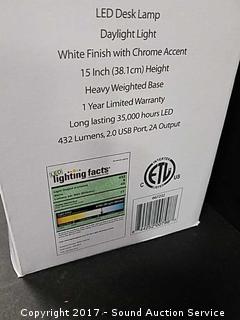 LED Desk Lamp
Daylight Light
White Finish with Chrome Accent
15 Inch (38.1cm) Height
Heavy Weighted Base
1 Year Limited Warranty
Long lasting 35,000 hours LED
432 Lumens, 2.0 USB Port, 2A Output
lighting facts
C ETL US
Copyright 2017 - Sound Auction Service